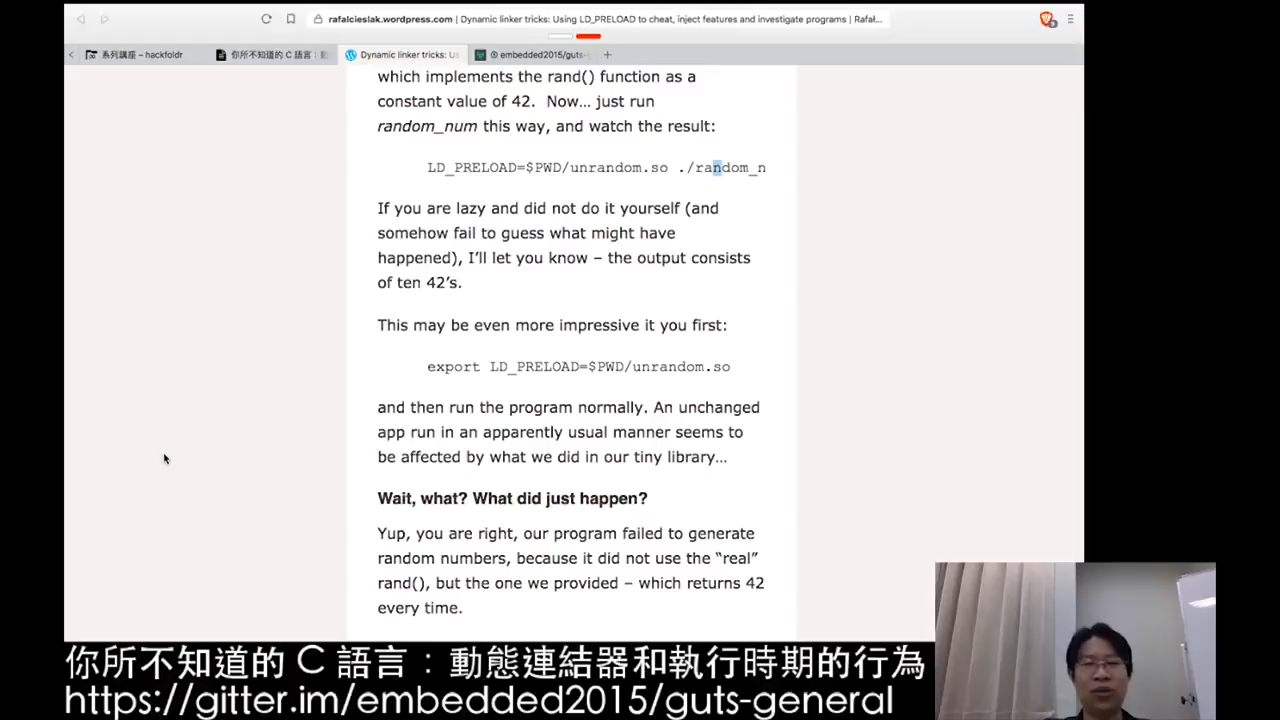 rafalcieslak.wordpress.com | Dynamic linker tricks: Using LD_PRELOAD to cheat, inject features and investigate programs | Rafał...
系列講座 – hackfoldr
你所不知道的 C 語言：動
Dynamic linker tricks: Us
embedded2015/guts-
which implements the rand() function as a
constant value of 42.  Now… just run
random_num this way, and watch the result:
LD_PRELOAD=$PWD/unrandom.so ./random_n
If you are lazy and did not do it yourself (and
somehow fail to guess what might have
happened), I’ll let you know – the output consists
of ten 42’s.
This may be even more impressive it you first:
export LD_PRELOAD=$PWD/unrandom.so
and then run the program normally. An unchanged
app run in an apparently usual manner seems to
be affected by what we did in our tiny library…
Wait, what? What did just happen?
Yup, you are right, our program failed to generate
random numbers, because it did not use the “real”
rand(), but the one we provided – which returns 42
every time.
你所不知道的 C 語言：動態連結器和執行時期的行為
https://gitter.im/embedded2015/guts-general